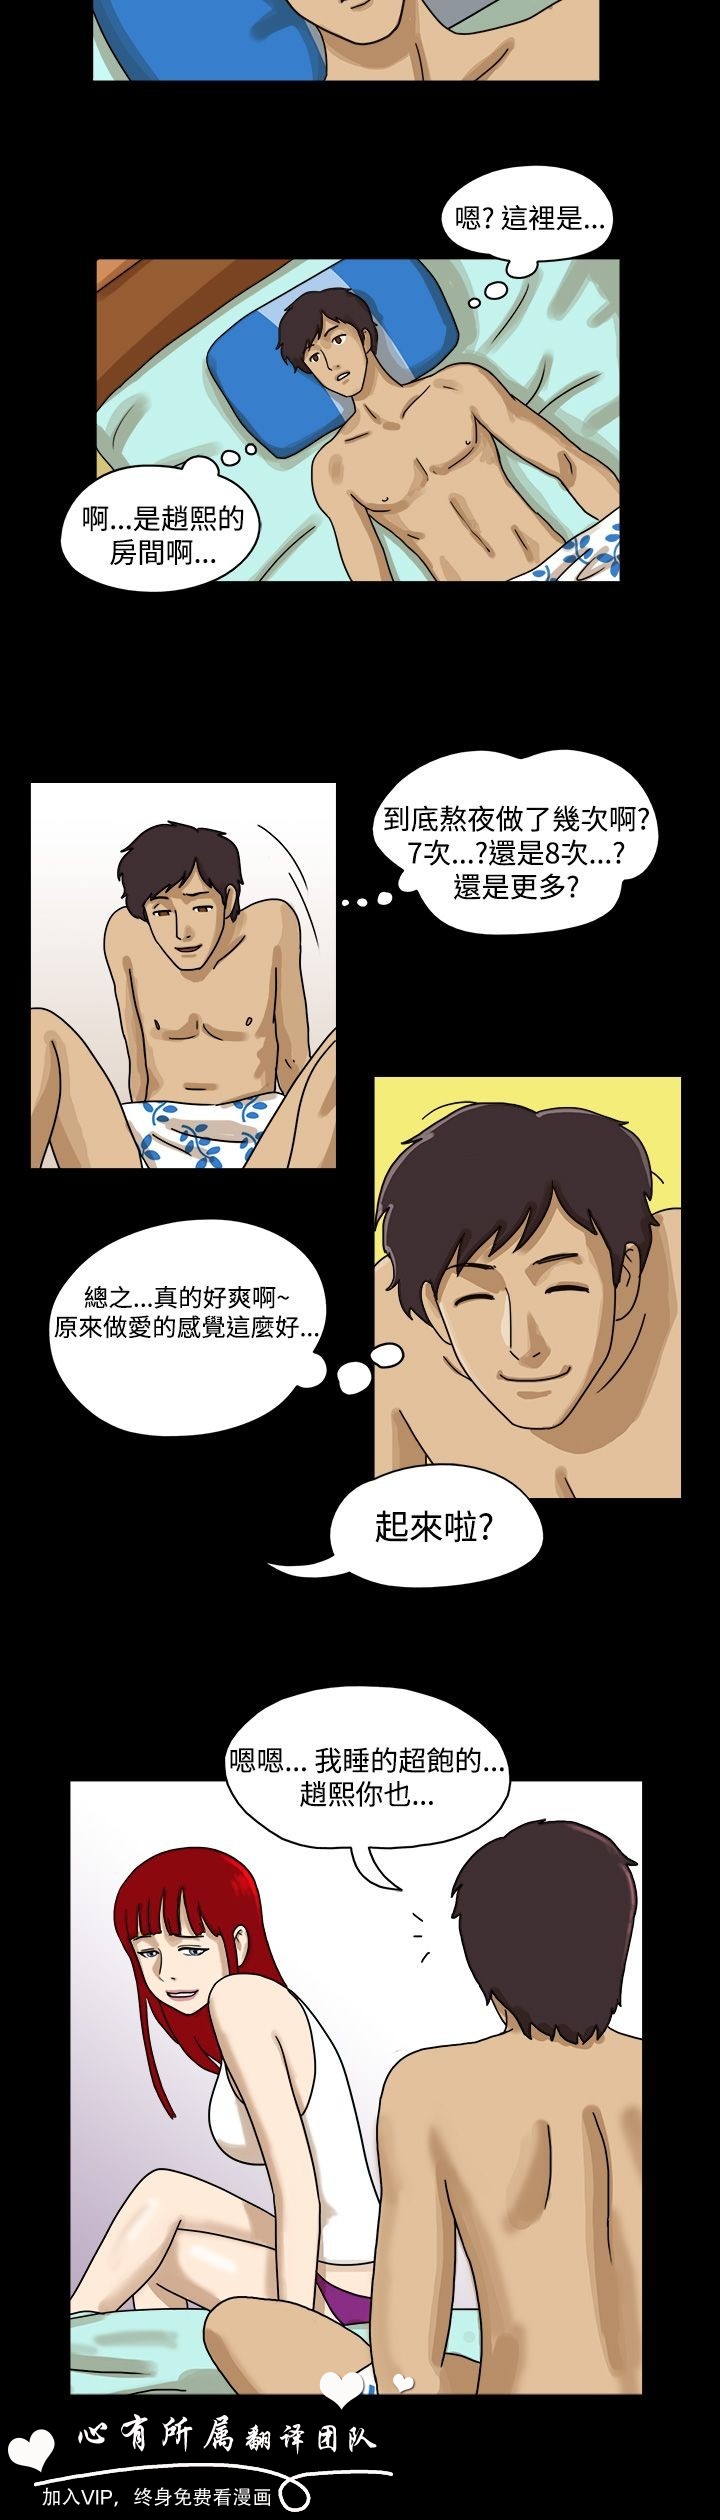 嗯? 這裡是...
啊...是趙熙的
房間啊...
到底熬夜做了幾次啊?
7次...?還是8次...?
還是更多?
總之...真的好爽啊~
原來做愛的感覺這麼好...
起來啦?
嗯嗯... 我睡的超飽的...
趙熙你也...
心有所属翻译团队
加入VIP，终身免费看漫画